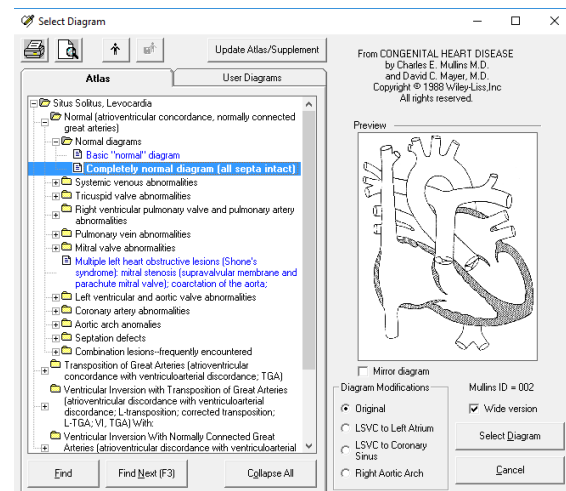 Select Diagram
Update Atlas/Supplement
Atlas
User Diagrams
Situs Solitus, Levocardia
Normal (atrioventricular concordance, normally connected
great arteries)
Normal diagrams
Basic "normal" diagram
Completely normal diagram (all septa intact)
Systemic venous abnormalities
Tricuspid valve abnormalities
Right ventricular pulmonary valve and pulmonary artery
abnormalities
Pulmonary vein abnormalities
Mitral valve abnormalities
Multiple left heart obstructive lesions (Shone's
syndrome): mitral stenosis (supravalvular membrane and
parachute mitral valve); coarctation of the aorta;
Left ventricular and aortic valve abnormalities
Coronary artery abnormalities
Aortic arch anomalies
Septation defects
Combination lesions--frequently encountered
Transposition of Great Arteries (atrioventricular
concordance with ventriculoarterial discordance; TGA)
Ventricular Inversion with Transposition of Great Arteries
(atrioventricular discordance with ventriculoarterial
discordance; L-transposition; corrected transposition;
L-TGA; VI, TGA) With:
Ventricular Inversion With Normally Connected Great
Arteries (atrioventricular discordance with ventriculoarterial
Find
Find Next (F3)
Collapse All
From CONGENITAL HEART DISEASE
by Charles E. Mullins M.D.
and David C. Mayer, M.D.
Copyright © 1988 Wiley-Liss,Inc
All rights reserved.
Preview
Mirror diagram
Diagram Modifications
Original
LSVC to Left Atrium
LSVC to Coronary
Sinus
Right Aortic Arch
Mullins ID = 002
Wide version
Select Diagram
Cancel